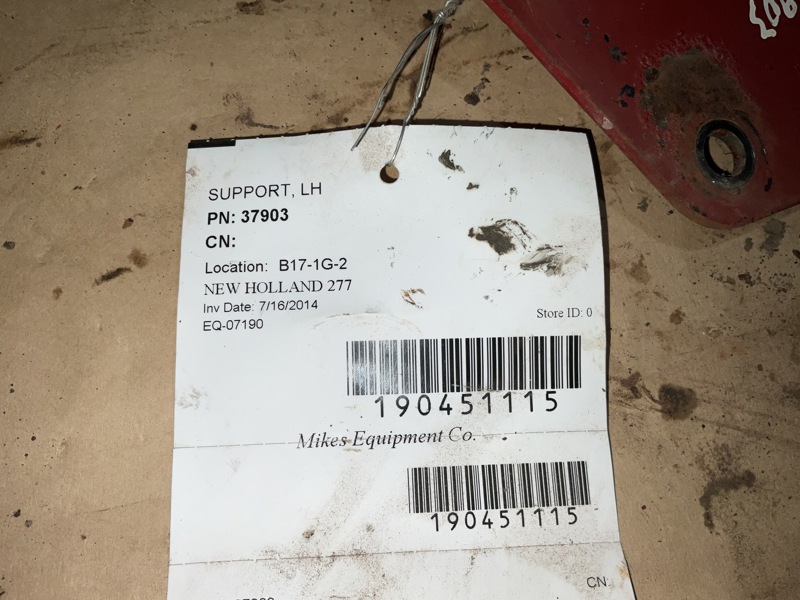 SUPPORT, LH
PN: 37903
CN:
Location: B17-1G-2
NEW HOLLAND 277
Inv Date: 7/16/2014
EQ-07190
Store ID: 0
190451115
Mikes Equipment Co.
190451115
CN: